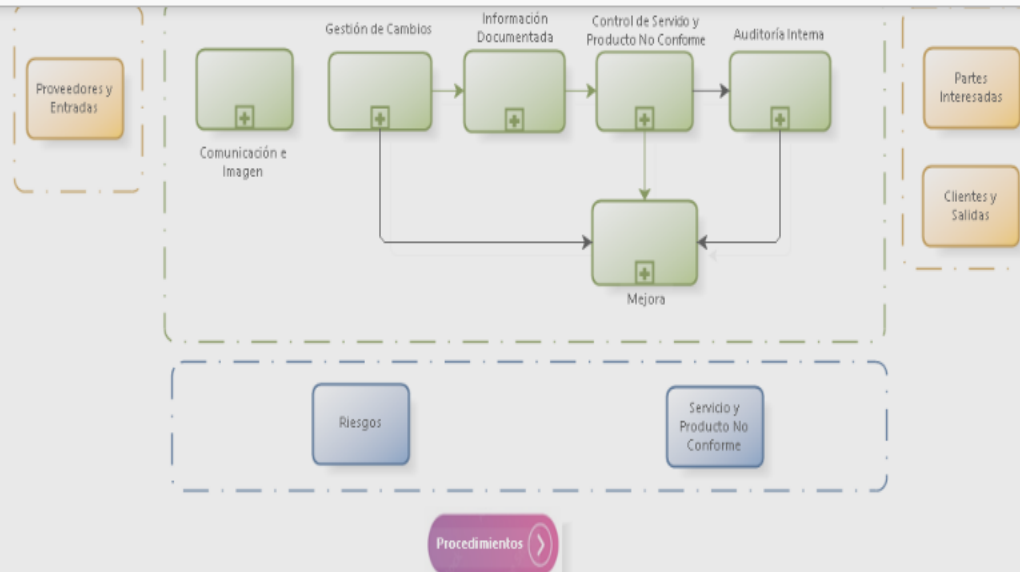 Gestión de Cambios
Información
Documentada
Control de Servicio y
Producto No Conforme
Auditoría Interna
Proveedores y
Entradas
Comunicación e
Imagen
Partes
Interesadas
Clientes y
Salidas
Mejora
Riesgos
Servicio y
Producto No
Conforme
Procedimientos